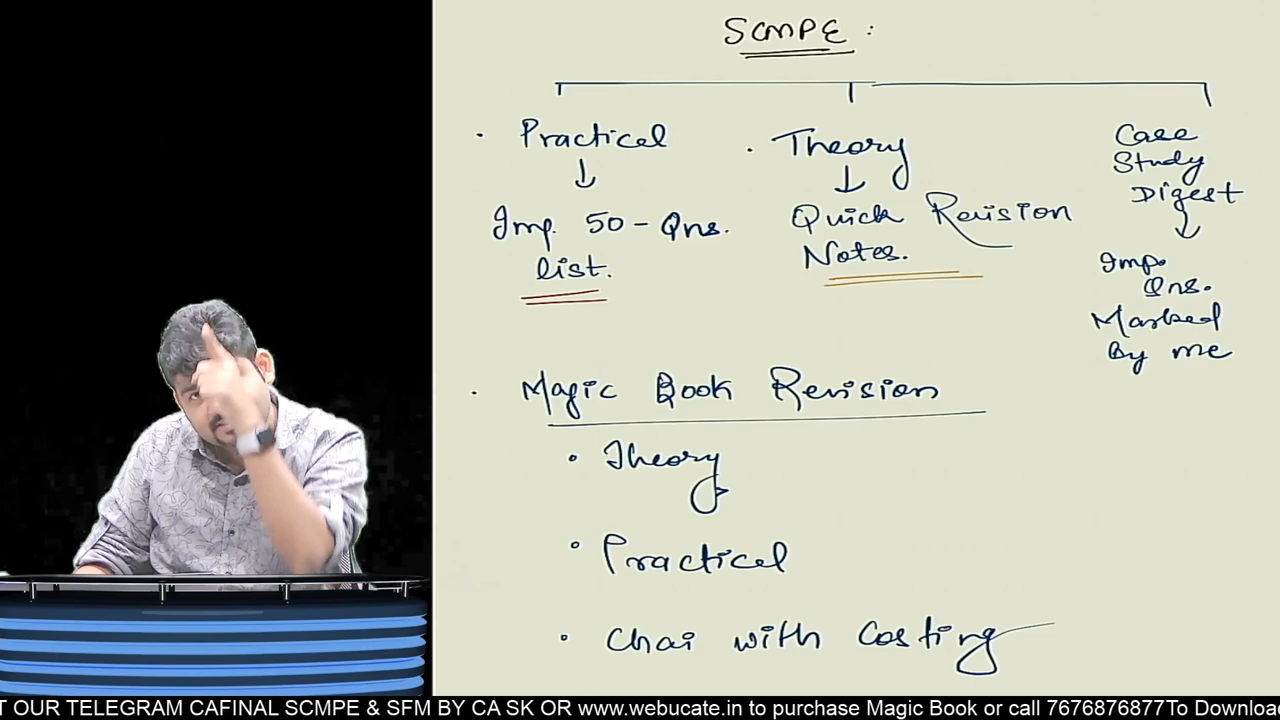 SCMPE :
· Practical
Imp. 50 - Qns.
list.
· Theory
Quick Revision
Notes.
Case
Study
Digest
Imp.
Qns.
Marked
By me
· Magic Book Revision
· Theory
· Practical
· Chai with Costing
T OUR TELEGRAM CAFINAL SCMPE & SFM BY CA SK OR www.webucate.in to purchase Magic Book or call 7676876877To Download